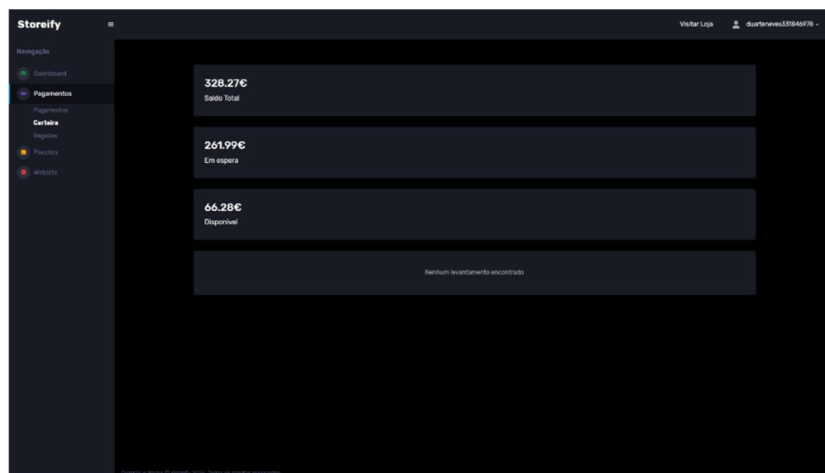 Storeify
Visitar Loja
duarteneves331846978
Navegação
Dashboard
Pagamentos
Pagamentos
Carteira
Registos
Pacotes
Website
328.27€
Saldo Total
261.99€
Em espera
66.28€
Disponível
Nenhum levantamento encontrado